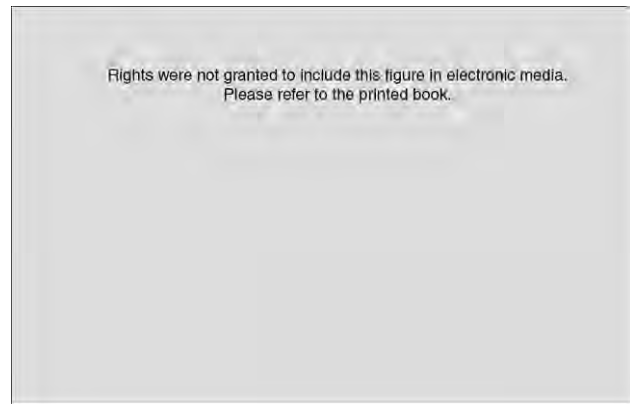 Rights were not granted to include this figure in electronic media.
Please refer to the printed book.